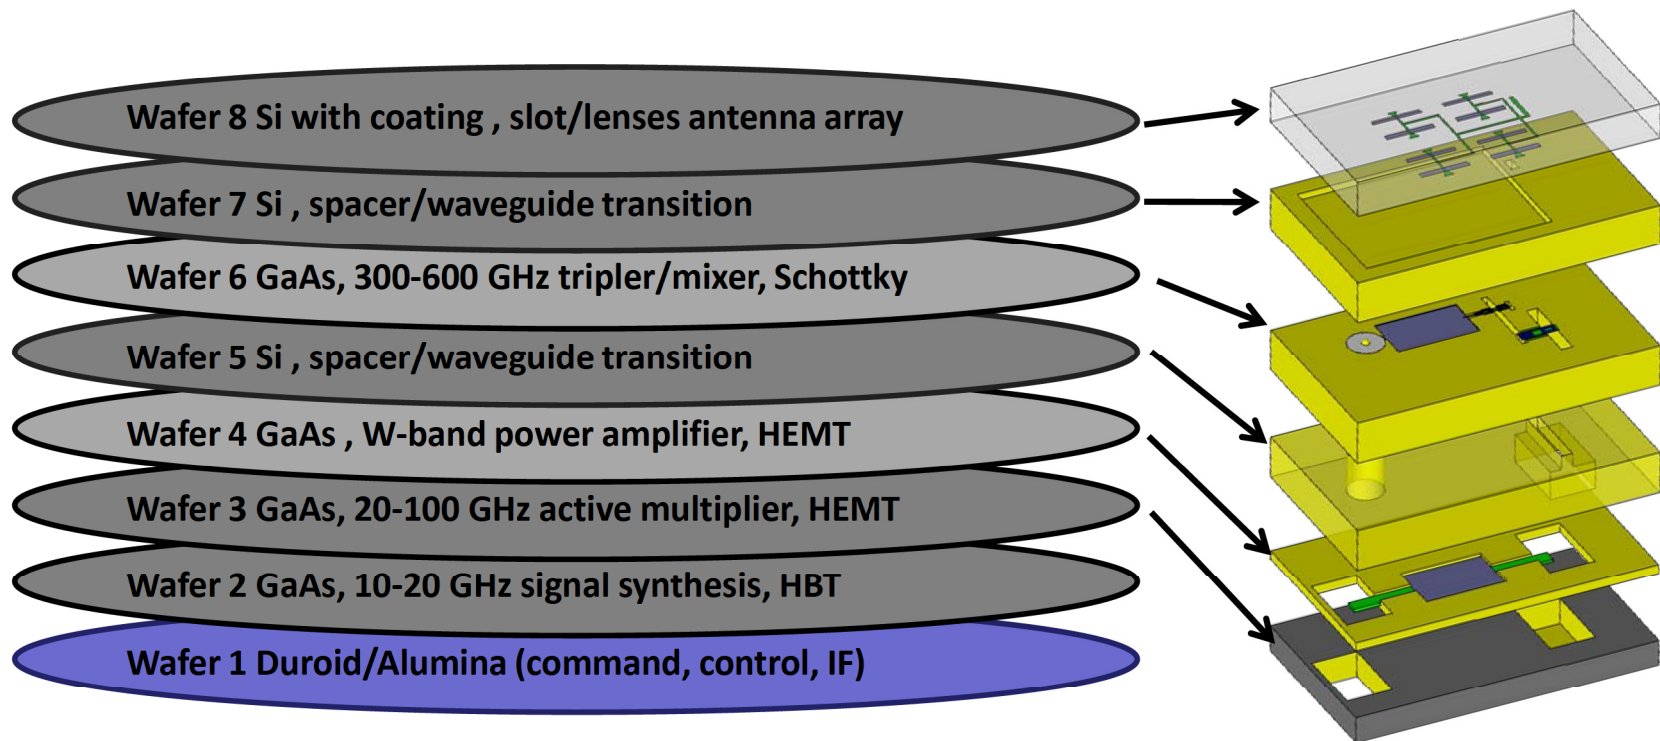 Wafer 8 Si with coating , slot/lenses antenna array
Wafer 7 Si , spacer/waveguide transition
Wafer 6 GaAs, 300-600 GHz tripler/mixer, Schottky
Wafer 5 Si , spacer/waveguide transition
Wafer 4 GaAs , W-band power amplifier, HEMT
Wafer 3 GaAs, 20-100 GHz active multiplier, HEMT
Wafer 2 GaAs, 10-20 GHz signal synthesis, HBT
Wafer 1 Duroid/Alumina (command, control, IF)